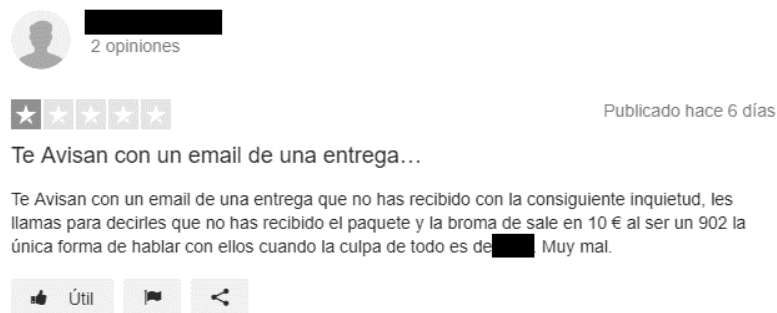 2 opiniones
Publicado hace 6 días
Te Avisan con un email de una entrega…
Te Avisan con un email de una entrega que no has recibido con la consiguiente inquietud, les
llamas para decirles que no has recibido el paquete y la broma de sale en 10 € al ser un 902 la
única forma de hablar con ellos cuando la culpa de todo es de . Muy mal.
Útil